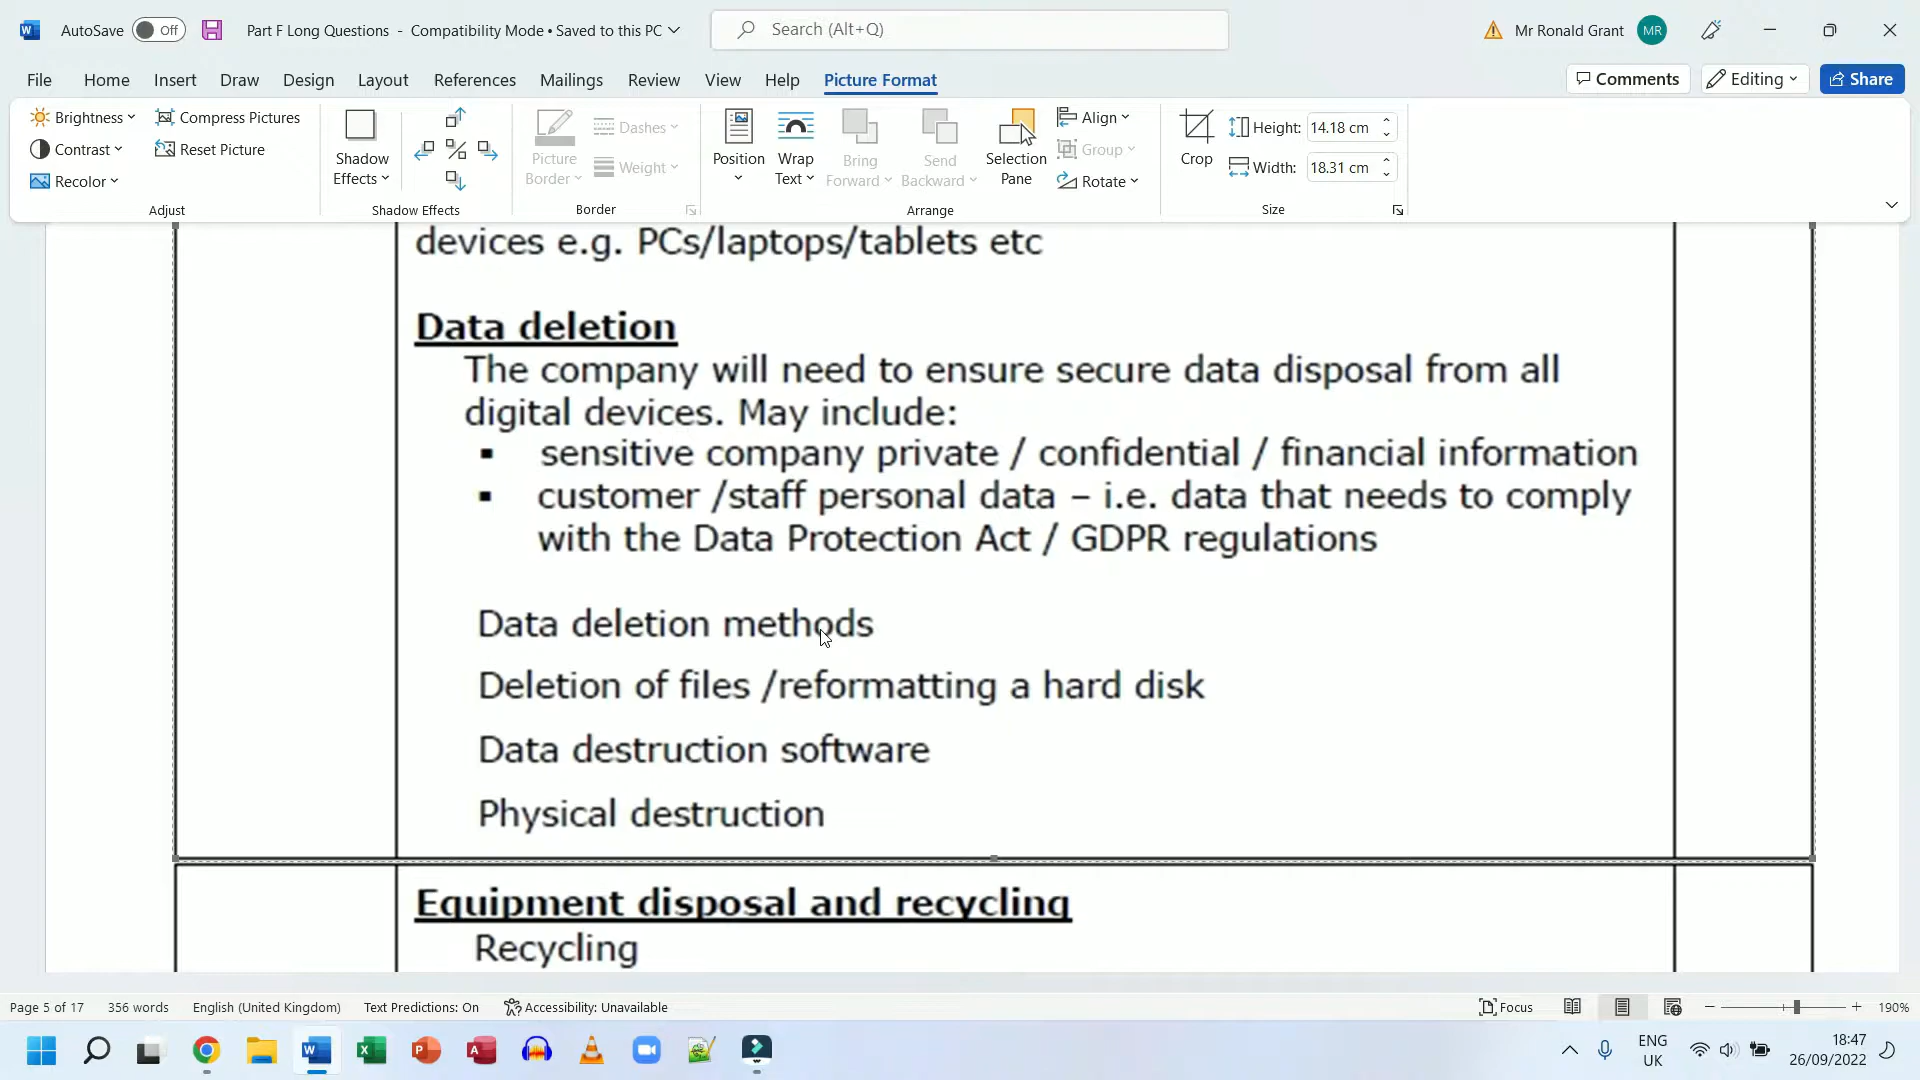 AutoSave Off Part F Long Questions - Compatibility Mode • Saved to this PC Search (Alt+Q) Mr Ronald Grant MR
File Home Insert Draw Design Layout References Mailings Review View Help Picture Format Comments Editing Share
Brightness Compress Pictures
Contrast Reset Picture
Recolor
Adjust
Shadow
Effects
Shadow Effects
Picture
Border
Dashes
Weight
Border
Position
Wrap
Text
Bring
Forward
Send
Backward
Selection
Pane
Align
Group
Rotate
Arrange
Crop
Height: 14.18 cm
Width: 18.31 cm
Size
devices e.g. PCs/laptops/tablets etc
Data deletion
The company will need to ensure secure data disposal from all
digital devices. May include:
▪ sensitive company private / confidential / financial information
▪ customer /staff personal data – i.e. data that needs to comply
with the Data Protection Act / GDPR regulations
Data deletion methods
Deletion of files /reformatting a hard disk
Data destruction software
Physical destruction
Equipment disposal and recycling
Recycling
Page 5 of 17 356 words English (United Kingdom) Text Predictions: On Accessibility: Unavailable Focus 190%
ENG
UK
18:47
26/09/2022